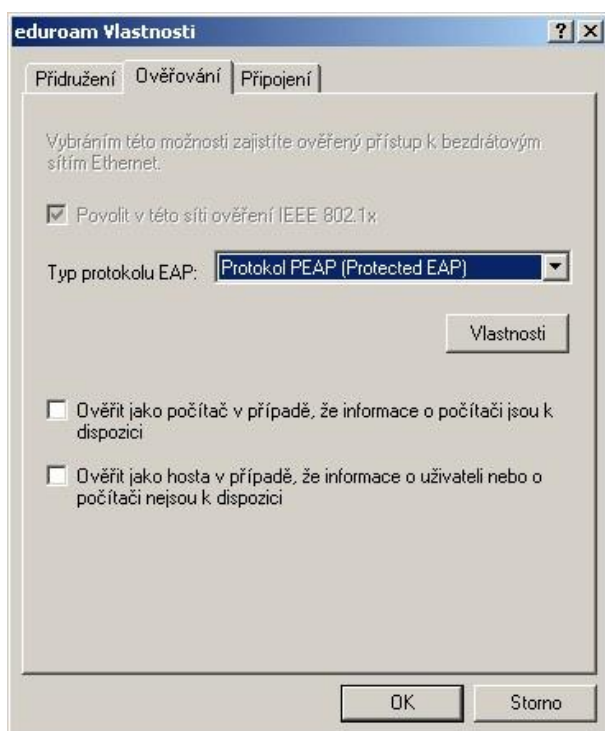 eduroam Vlastnosti
Přidružení Ověřování Připojení
Vybráním této možnosti zajistíte ověřený přístup k bezdrátovým
sítím Ethernet.
Povolit v této síti ověření IEEE 802.1x
Typ protokolu EAP: Protokol PEAP (Protected EAP)
Vlastnosti
Ověřit jako počítač v případě, že informace o počítači jsou k
dispozici
Ověřit jako hosta v případě, že informace o uživateli nebo o
počítači nejsou k dispozici
OK Storno